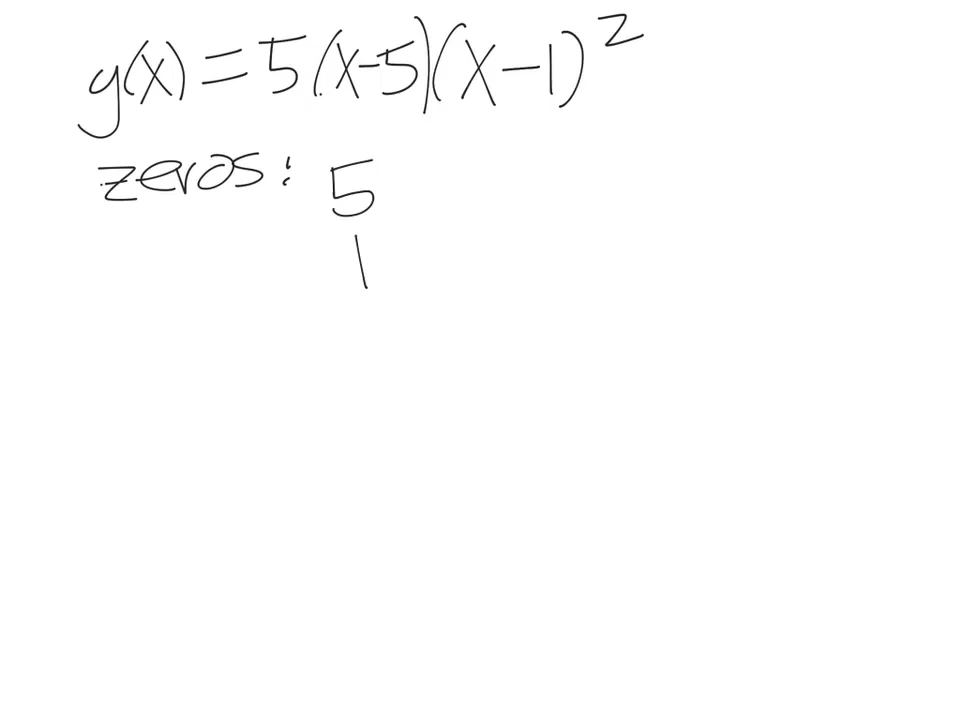 y(x) = 5(x-5)(x-1)²
zeros: 5
1